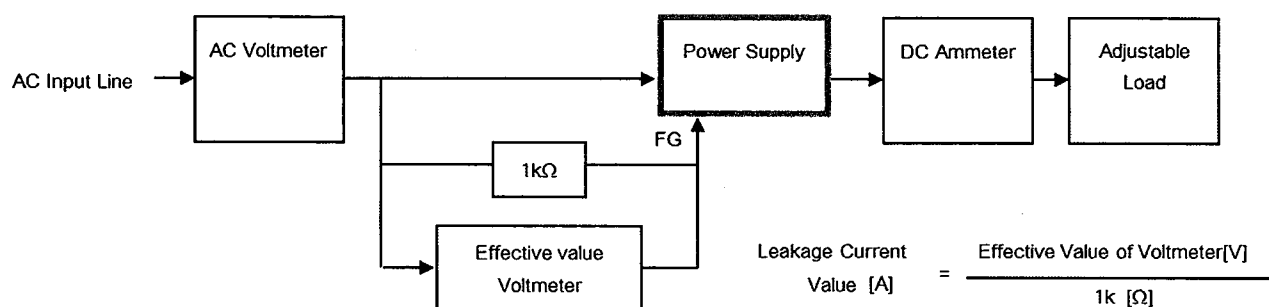 AC Input Line
AC Voltmeter
Power Supply
DC Ammeter
Adjustable
Load
FG
1kΩ
Effective value
Voltmeter
Leakage Current
Value [A]
=
Effective Value of Voltmeter[V]
1k [Ω]